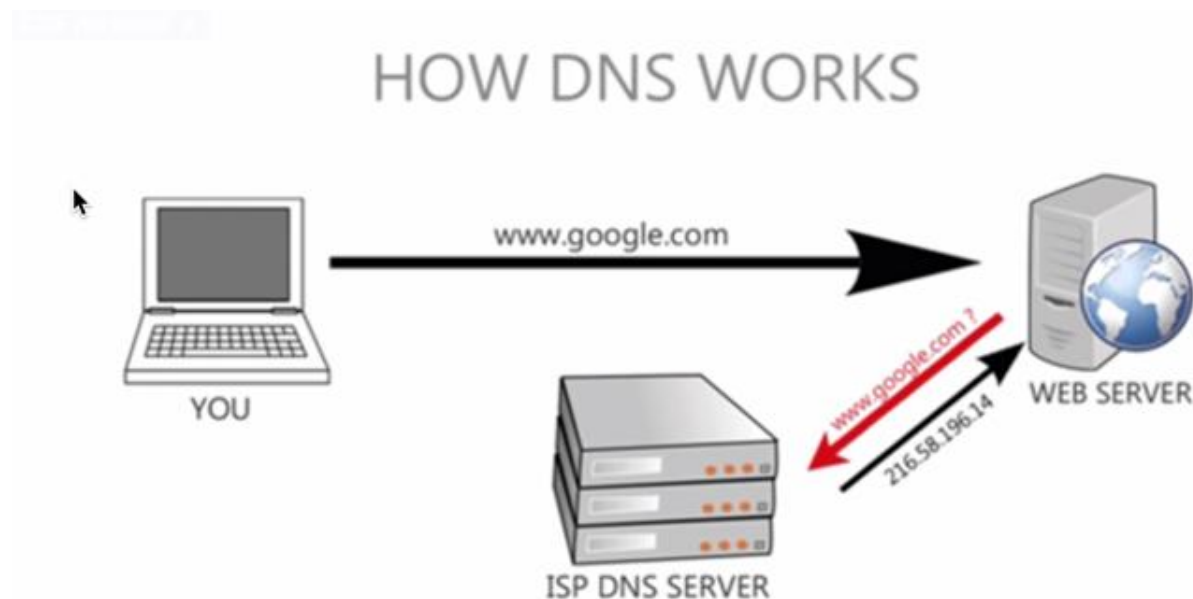 HOW DNS WORKS
www.google.com
YOU
www.google.com ?
216.58.196.14
WEB SERVER
ISP DNS SERVER